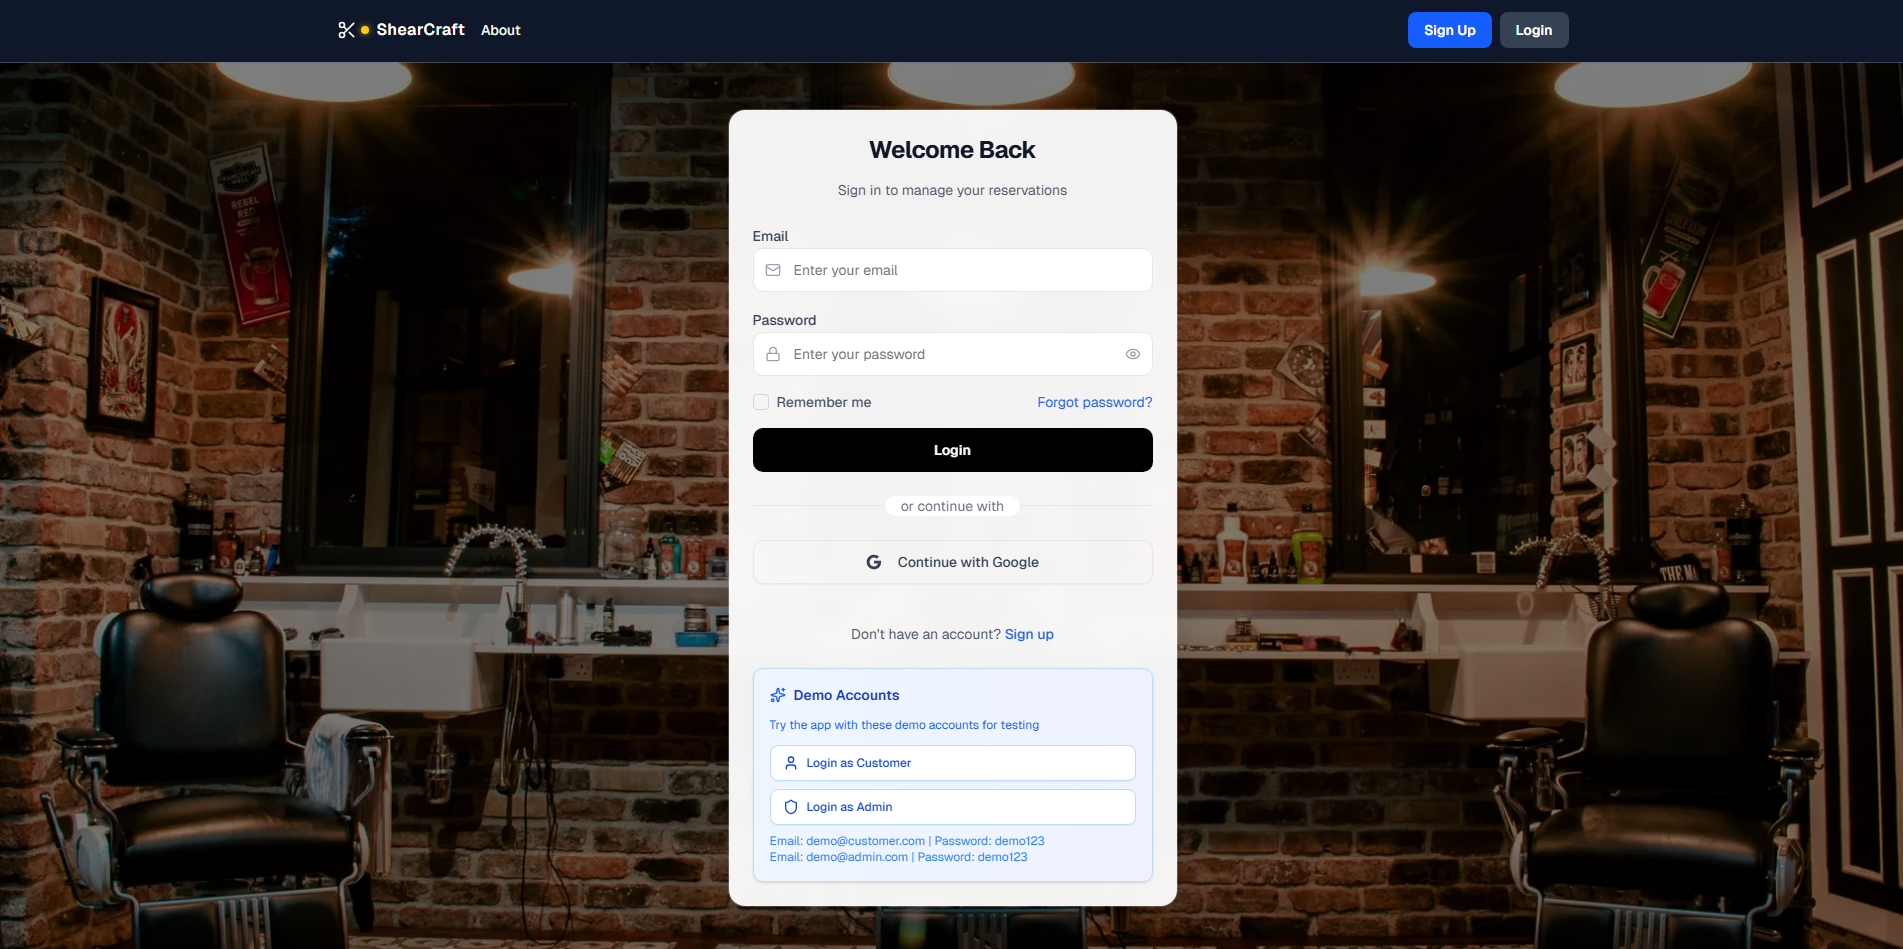 ShearCraft About Sign Up Login
Welcome Back
Sign in to manage your reservations
Email
Enter your email
Password
Enter your password
Remember me Forgot password?
Login
or continue with
Continue with Google
Don't have an account? Sign up
Demo Accounts
Try the app with these demo accounts for testing
Login as Customer
Login as Admin
Email: demo@customer.com | Password: demo123
Email: demo@admin.com | Password: demo123
REBEL
RED